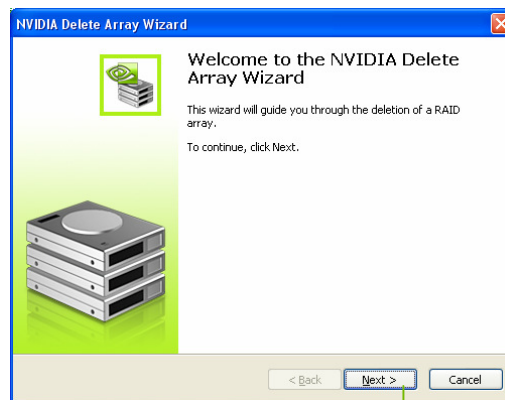 NVIDIA Delete Array Wizard
Welcome to the NVIDIA Delete
Array Wizard
This wizard will guide you through the deletion of a RAID
array.
To continue, click Next.
< Back
Next >
Cancel